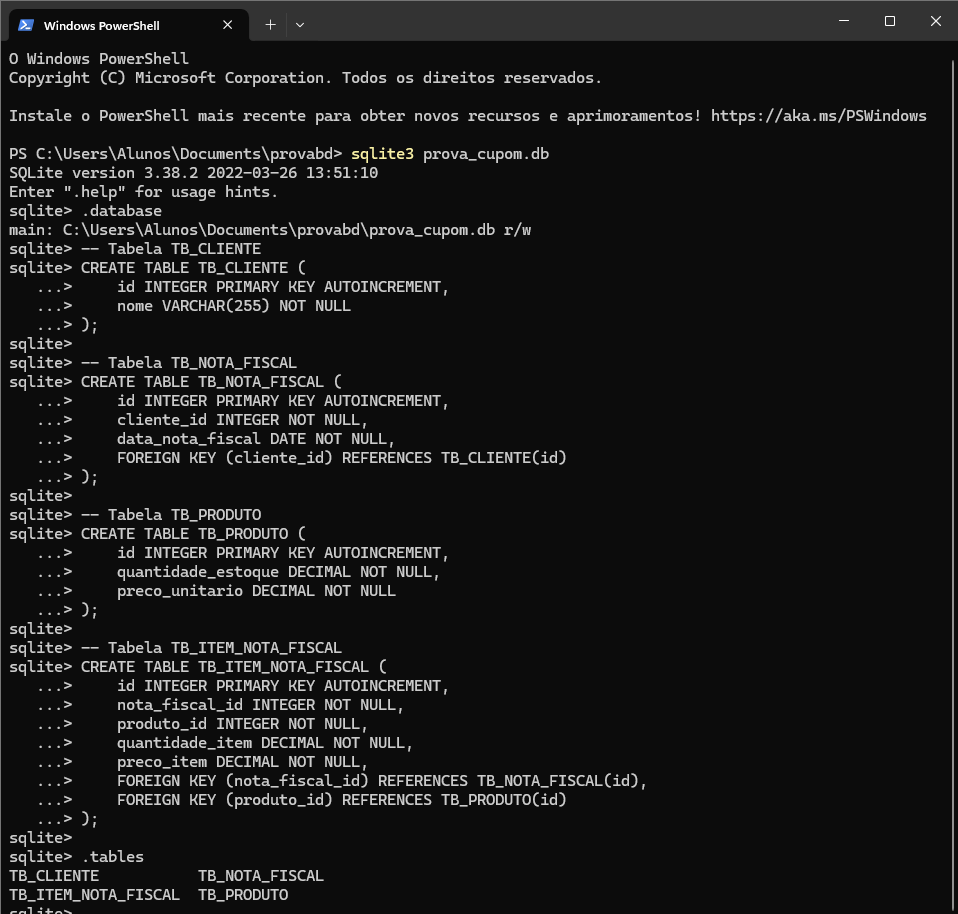 Windows PowerShell
O Windows PowerShell
Copyright (C) Microsoft Corporation. Todos os direitos reservados.
Instale o PowerShell mais recente para obter novos recursos e aprimoramentos! https://aka.ms/PSWindows
PS C:\Users\Alunos\Documents\provabd> sqlite3 prova_cupom.db
SQLite version 3.38.2 2022-03-26 13:51:10
Enter ".help" for usage hints.
sqlite> .database
main: C:\Users\Alunos\Documents\provabd\prova_cupom.db r/w
sqlite> -- Tabela TB_CLIENTE
sqlite> CREATE TABLE TB_CLIENTE (
   ...>     id INTEGER PRIMARY KEY AUTOINCREMENT,
   ...>     nome VARCHAR(255) NOT NULL
   ...> );
sqlite>
sqlite> -- Tabela TB_NOTA_FISCAL
sqlite> CREATE TABLE TB_NOTA_FISCAL (
   ...>     id INTEGER PRIMARY KEY AUTOINCREMENT,
   ...>     cliente_id INTEGER NOT NULL,
   ...>     data_nota_fiscal DATE NOT NULL,
   ...>     FOREIGN KEY (cliente_id) REFERENCES TB_CLIENTE(id)
   ...> );
sqlite>
sqlite> -- Tabela TB_PRODUTO
sqlite> CREATE TABLE TB_PRODUTO (
   ...>     id INTEGER PRIMARY KEY AUTOINCREMENT,
   ...>     quantidade_estoque DECIMAL NOT NULL,
   ...>     preco_unitario DECIMAL NOT NULL
   ...> );
sqlite>
sqlite> -- Tabela TB_ITEM_NOTA_FISCAL
sqlite> CREATE TABLE TB_ITEM_NOTA_FISCAL (
   ...>     id INTEGER PRIMARY KEY AUTOINCREMENT,
   ...>     nota_fiscal_id INTEGER NOT NULL,
   ...>     produto_id INTEGER NOT NULL,
   ...>     quantidade_item DECIMAL NOT NULL,
   ...>     preco_item DECIMAL NOT NULL,
   ...>     FOREIGN KEY (nota_fiscal_id) REFERENCES TB_NOTA_FISCAL(id),
   ...>     FOREIGN KEY (produto_id) REFERENCES TB_PRODUTO(id)
   ...> );
sqlite>
sqlite> .tables
TB_CLIENTE           TB_NOTA_FISCAL
TB_ITEM_NOTA_FISCAL  TB_PRODUTO
sqlite>